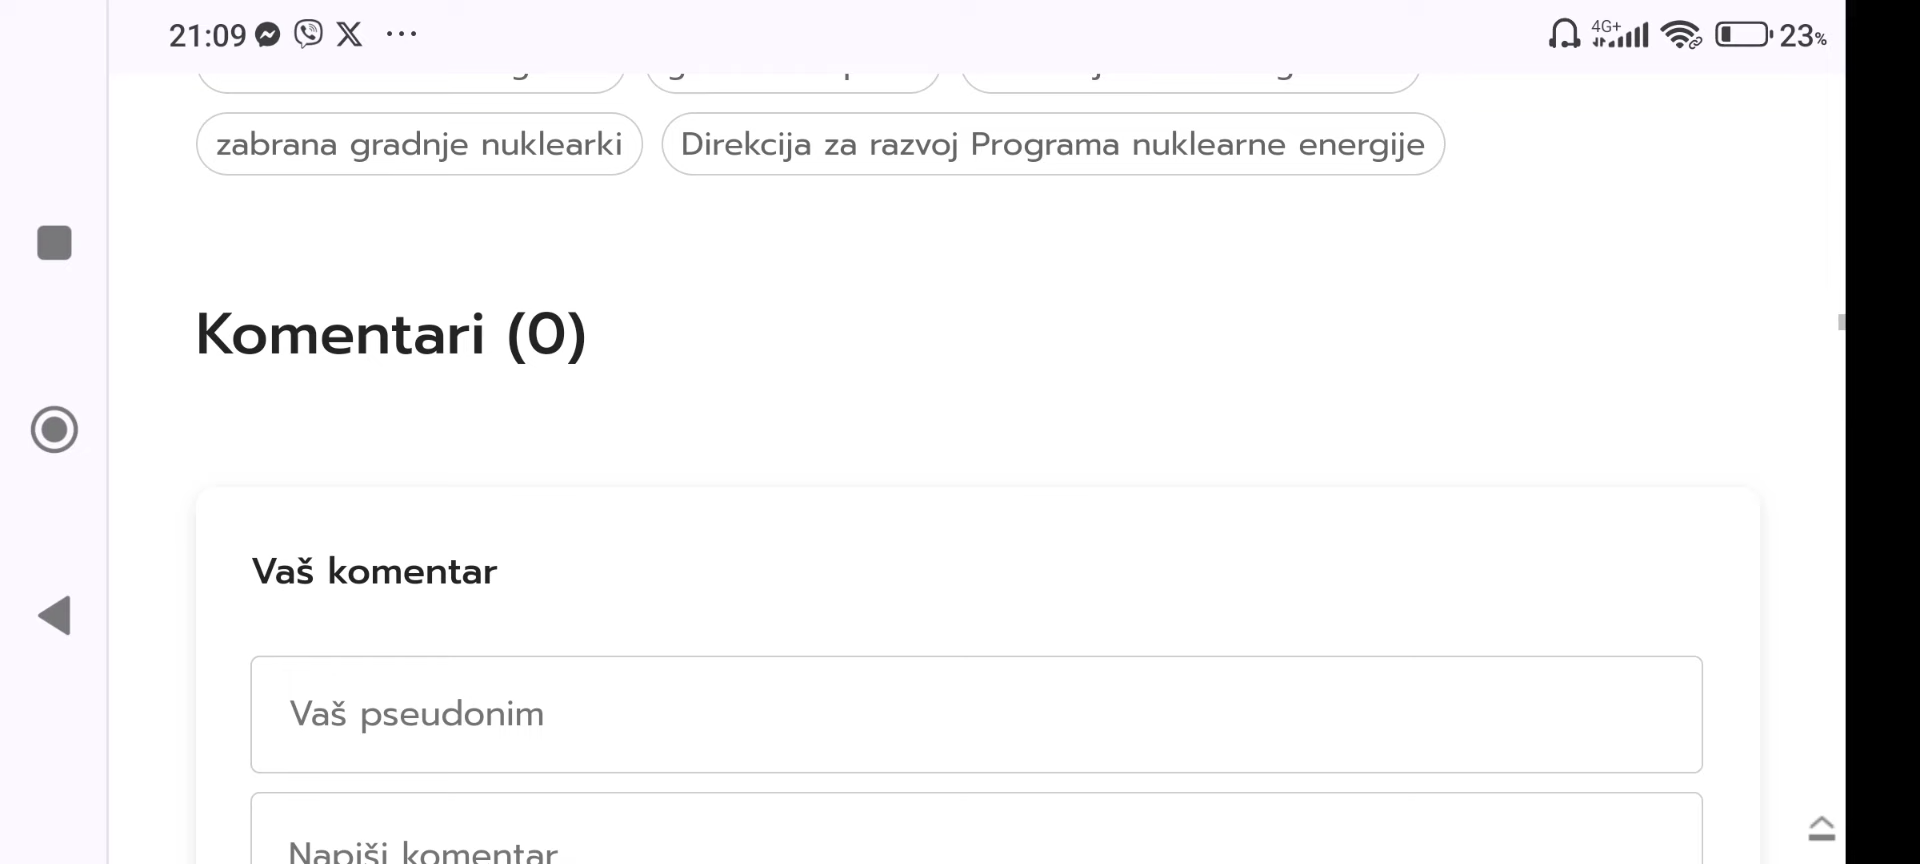 21:09 ... 4G+ 23%
zabrana gradnje nuklearki Direkcija za razvoj Programa nuklearne energije
Komentari (0)
Vaš komentar
Vaš pseudonim
Napiši komentar